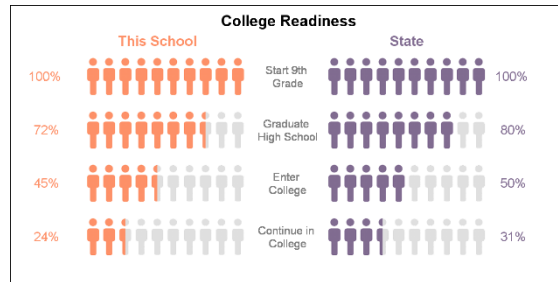 College Readiness
This School
State
100%
Start 9th
Grade
100%
72%
Graduate
High School
80%
45%
Enter
College
50%
24%
Continue in
College
31%